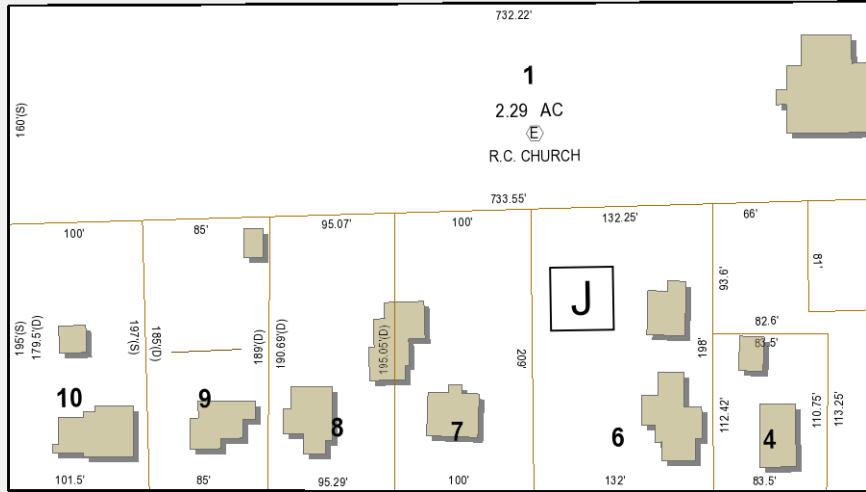 732.22'
1
2.29 AC
E
R.C. CHURCH
160'(S)
733.55'
100'
85'
95.07'
100'
132.25'
66'
81'
93.6'
J
82.6'
83.5'
195'(S)
179.5'(D)
197'(S)
185'(D)
189'(D)
190.69'(D)
195.05'(D)
209'
198'
112.42'
110.75'
113.25'
10
9
8
7
6
4
101.5'
85'
95.29'
100'
132'
83.5'